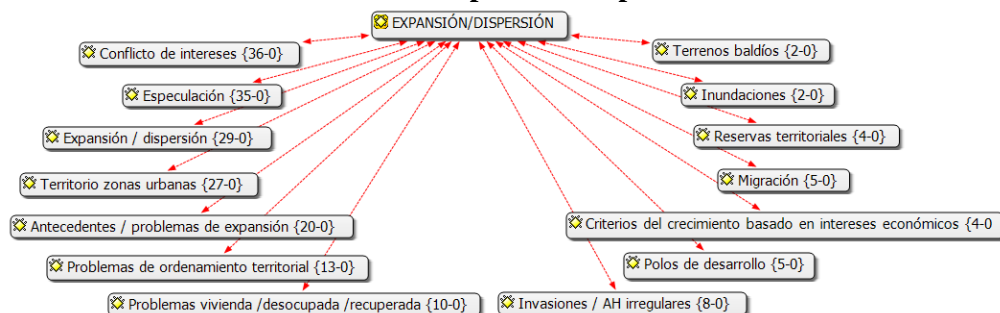 EXPANSIÓN/DISPERSIÓN
Conflicto de intereses {36-0}
Especulación {35-0}
Expansión / dispersión {29-0}
Territorio zonas urbanas {27-0}
Antecedentes / problemas de expansión {20-0}
Problemas de ordenamiento territorial {13-0}
Problemas vivienda /desocupada /recuperada {10-0}
Terrenos baldíos {2-0}
Inundaciones {2-0}
Reservas territoriales {4-0}
Migración {5-0}
Criterios del crecimiento basado en intereses económicos {4-0
Polos de desarrollo {5-0}
Invasiones / AH irregulares {8-0}